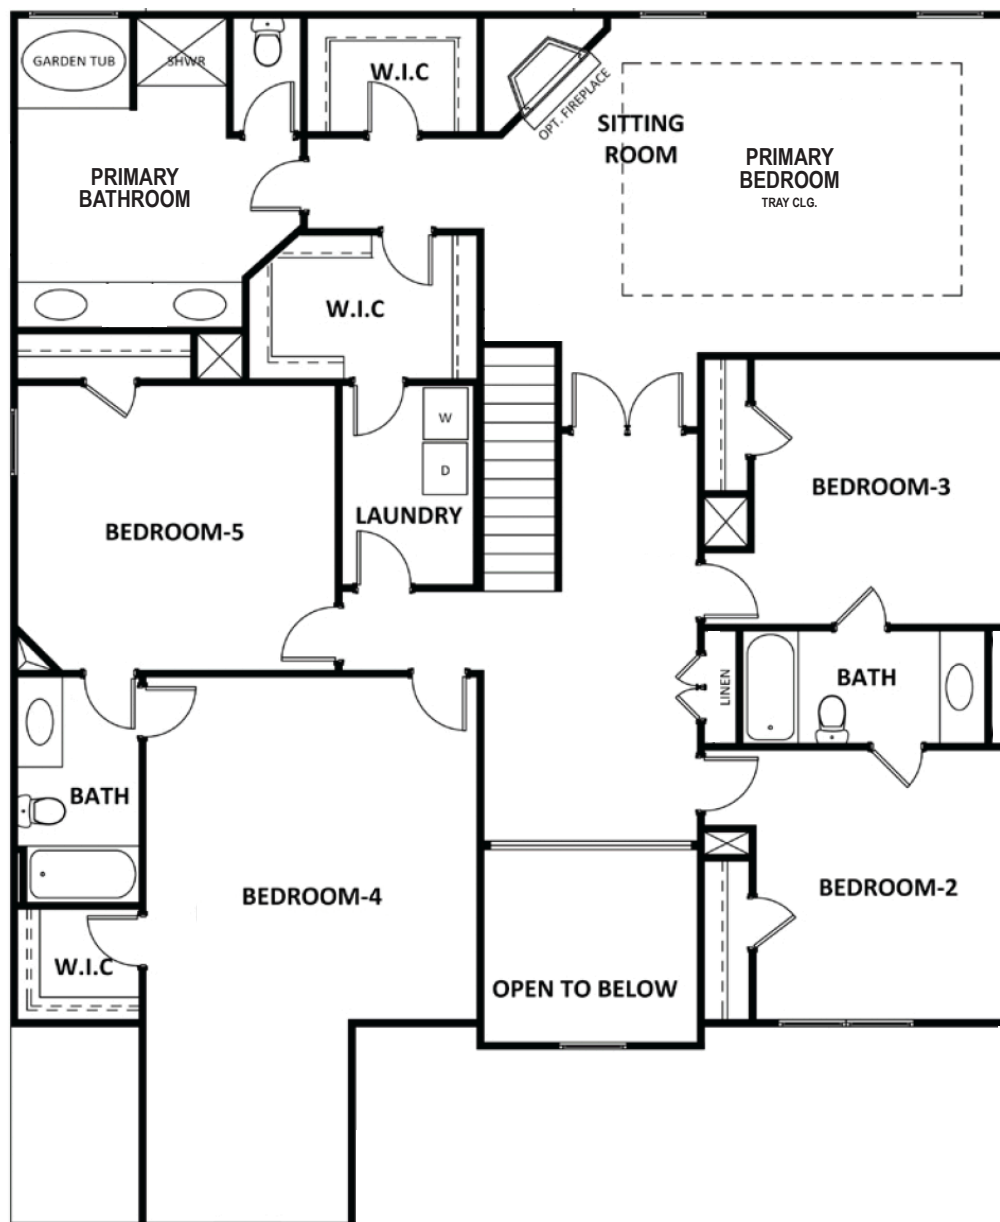 GARDEN TUB
SHWR
W.I.C
OPT. FIREPLACE
SITTING
ROOM
PRIMARY
BEDROOM
TRAY CLG.
PRIMARY
BATHROOM
W.I.C
W
D
LAUNDRY
BEDROOM-5
BEDROOM-3
LINEN
BATH
BATH
BEDROOM-4
BEDROOM-2
W.I.C
OPEN TO BELOW